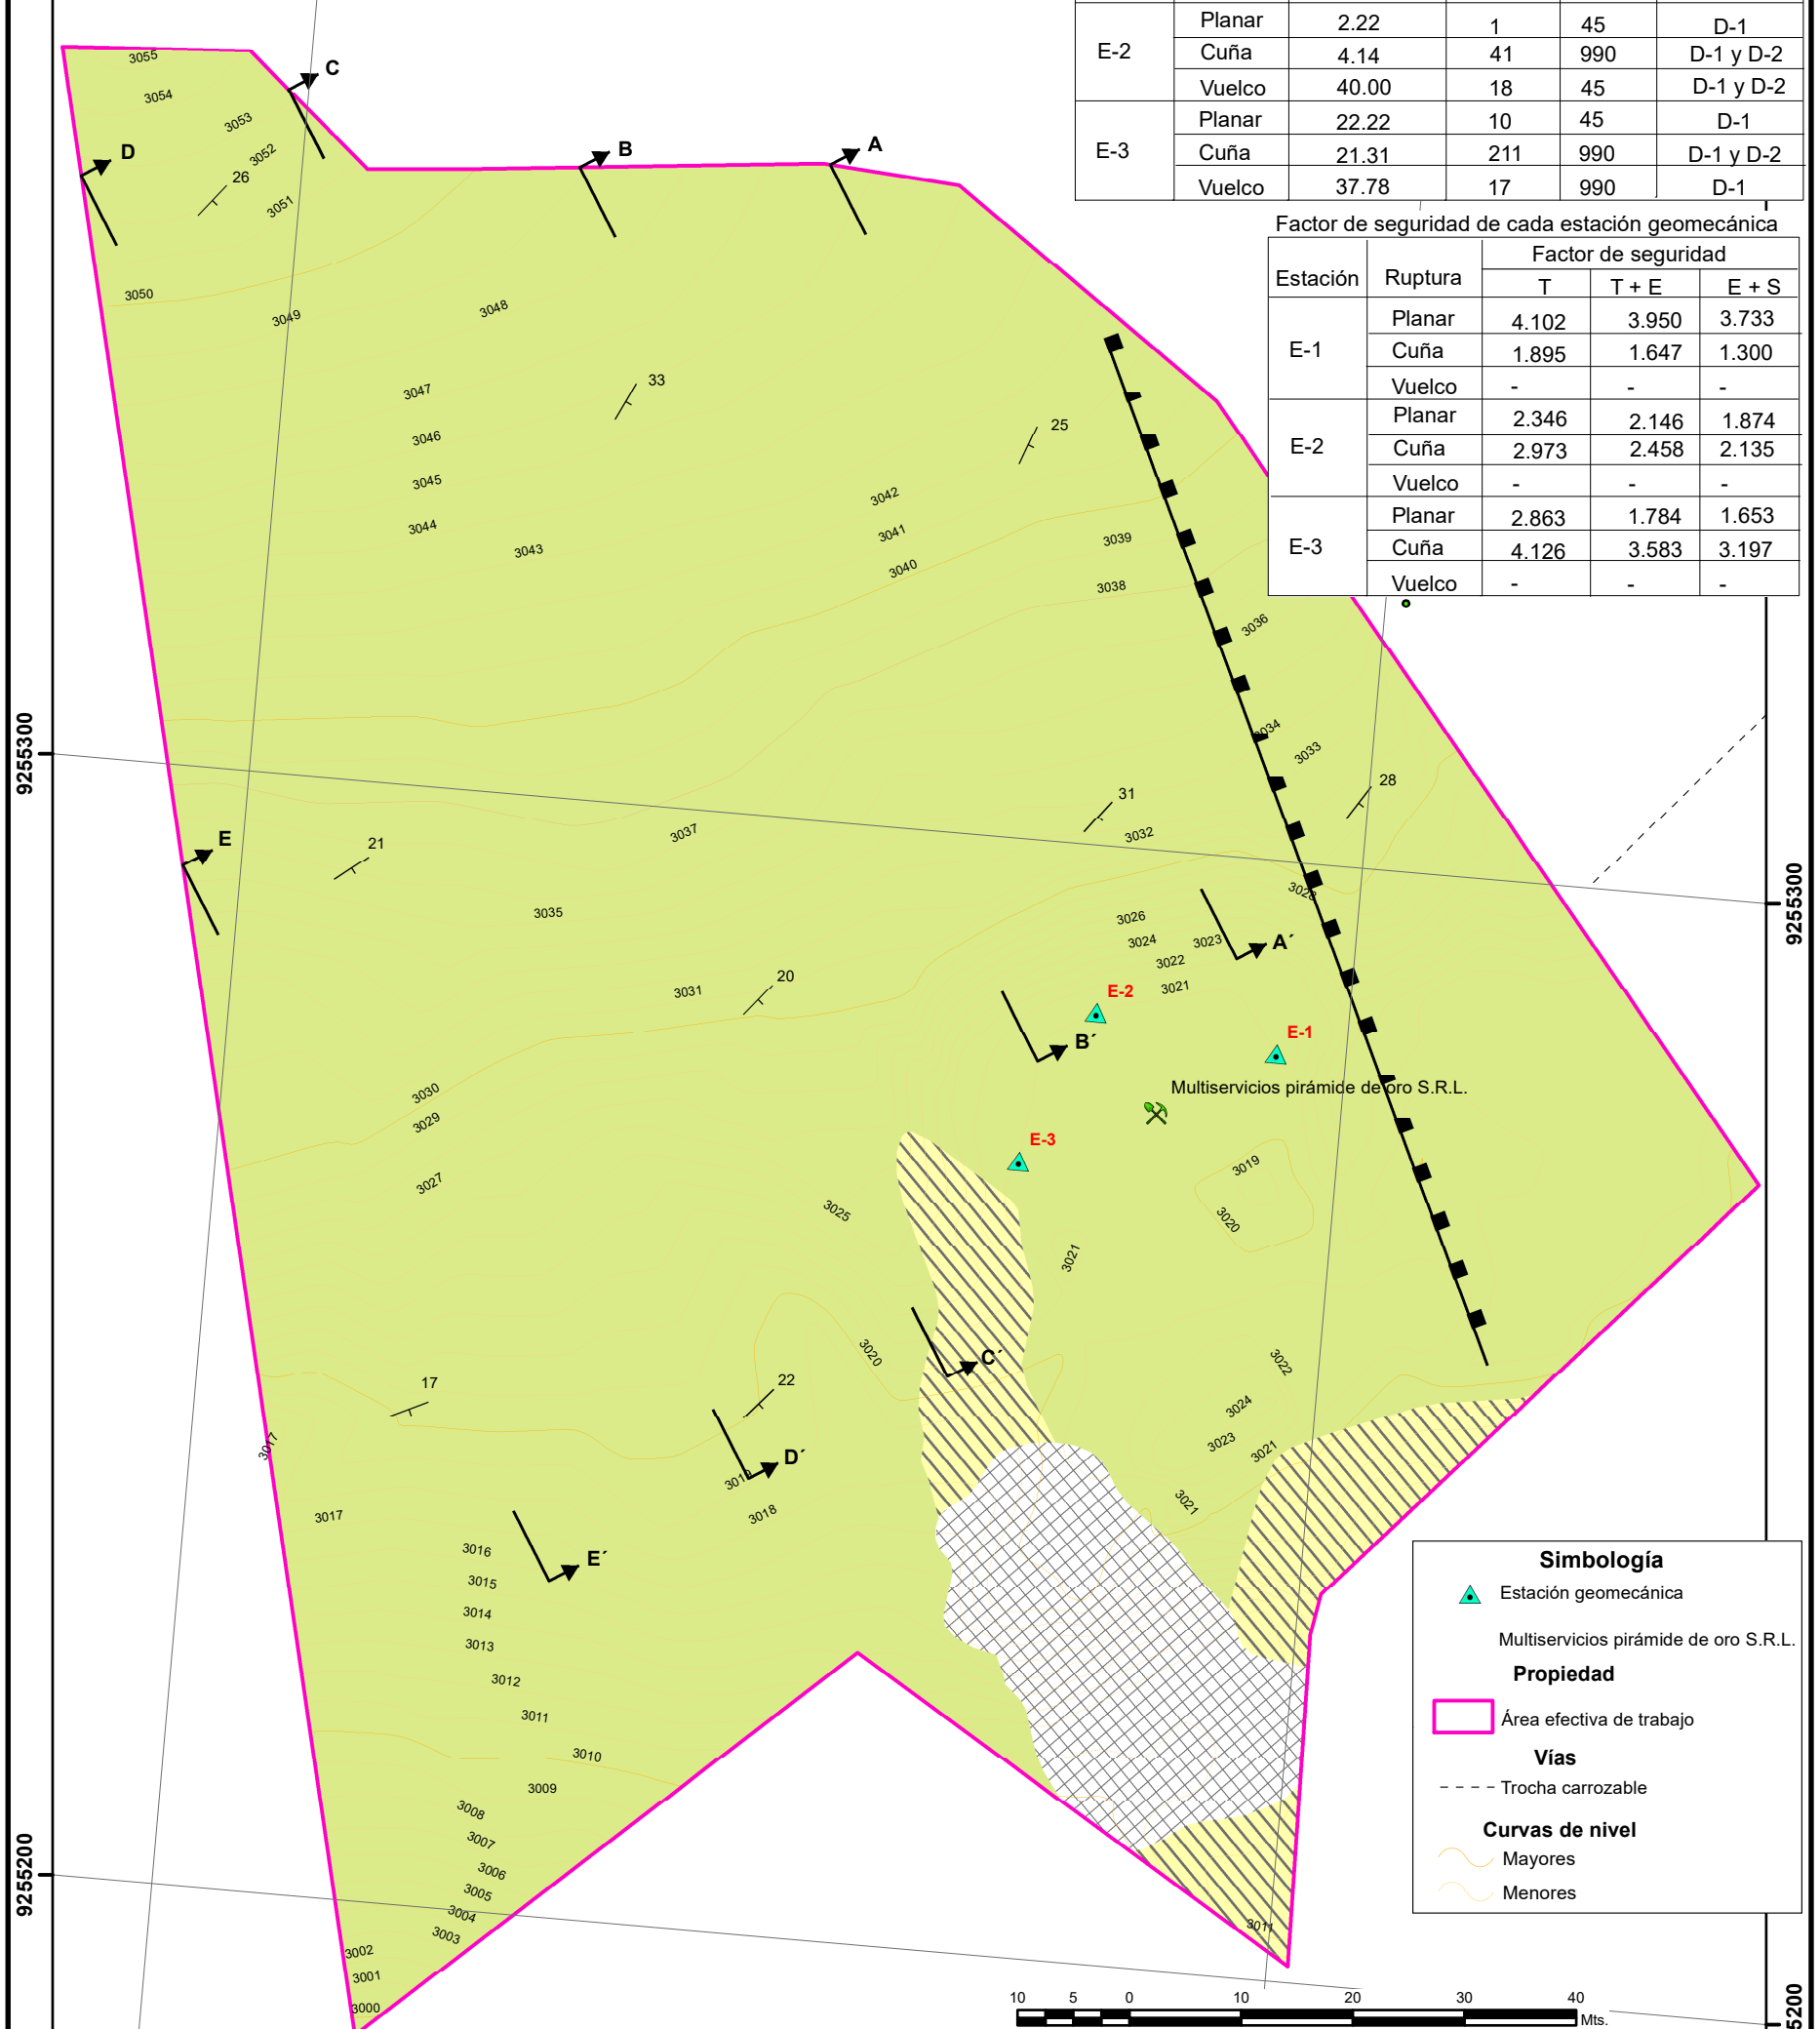 Planar 2.22 1 45 D-1
E-2 Cuña 4.14 41 990 D-1 y D-2
Vuelco 40.00 18 45 D-1 y D-2
Planar 22.22 10 45 D-1
E-3 Cuña 21.31 211 990 D-1 y D-2
Vuelco 37.78 17 990 D-1
Factor de seguridad de cada estación geomecánica
Estación Ruptura Factor de seguridad
T T + E E + S
Planar 4.102 3.950 3.733
E-1 Cuña 1.895 1.647 1.300
Vuelco - - -
Planar 2.346 2.146 1.874
E-2 Cuña 2.973 2.458 2.135
Vuelco - - -
Planar 2.863 1.784 1.653
E-3 Cuña 4.126 3.583 3.197
Vuelco - - -
3055
C
3054
3053
D
B
A
3052
26
3051
3050
3049
3048
33
3047
25
3046
3045
3042
3044
3041
3039
3043
3040
3038
3036
9255300
3034
3033
28
31
3037
3032
E
21
9255300
3028
3035
3026
3024
3023
A´
3022
20
3031
3021
E-2
E-1
B´
Multiservicios pirámide de oro S.R.L.
3030
3029
E-3
3019
3027
3025
3020
3021
3020
C´
3022
17
22
3024
3017
3023
3021
D´
3019
3021
3017
3018
3016
E´
3015
3014
3013
3012
3011
3010
3009
3008
3007
9255200
3006
3005
3004
3011
3003
3002
3001
3000
Simbología
Estación geomecánica
Multiservicios pirámide de oro S.R.L.
Propiedad
Área efectiva de trabajo
Vías
Trocha carrozable
Curvas de nivel
Mayores
Menores
10 5 0 10 20 30 40
Mts.
5200